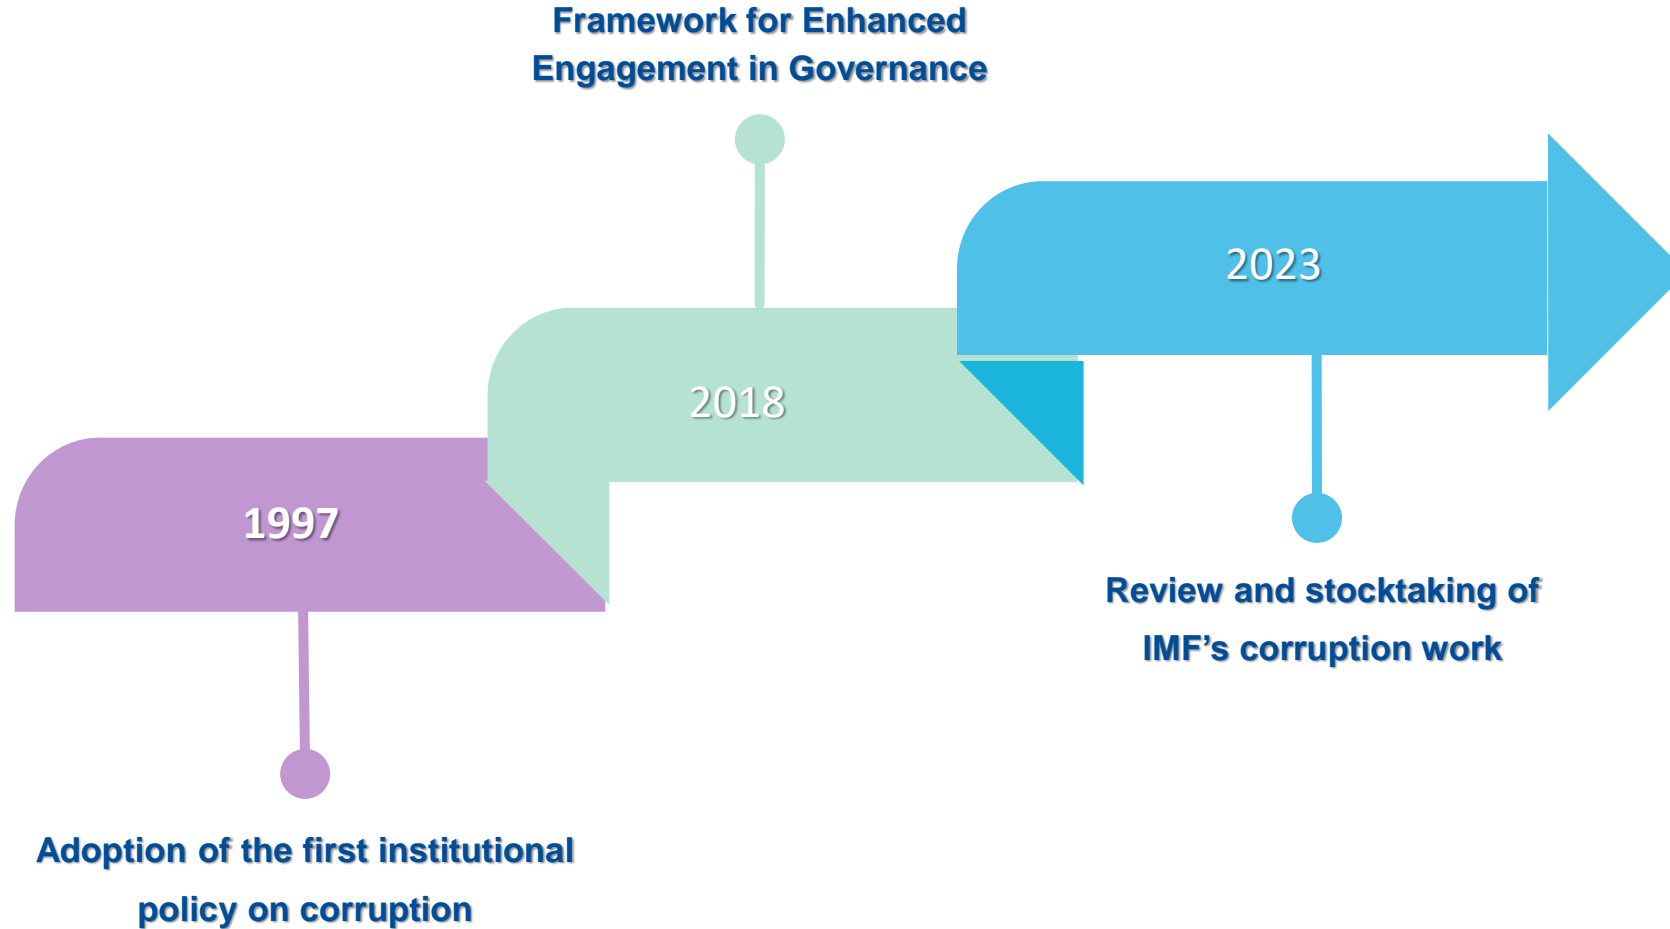 Framework for Enhanced
Engagement in Governance
2023
2018
1997
Review and stocktaking of
IMF’s corruption work
Adoption of the first institutional
policy on corruption